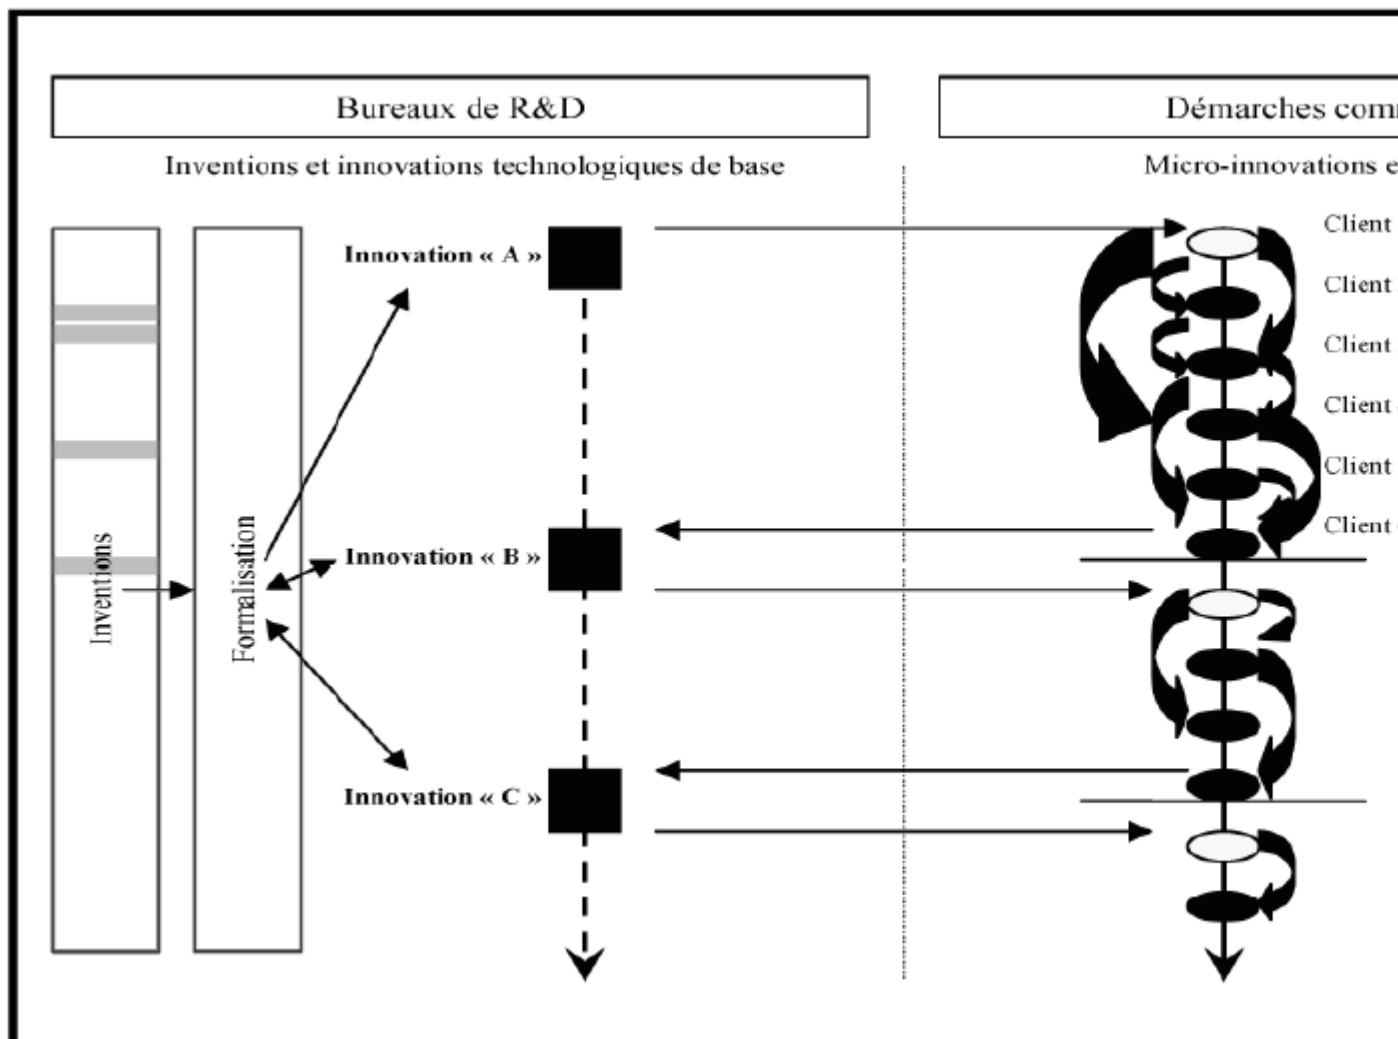 Bureaux de R&D
Démarches com
Inventions et innovations technologiques de base
Micro-innovations e
Innovation « A »
Client
Client
Client
Client
Client
Client
Inventions
Formalisation
Innovation « B »
Innovation « C »